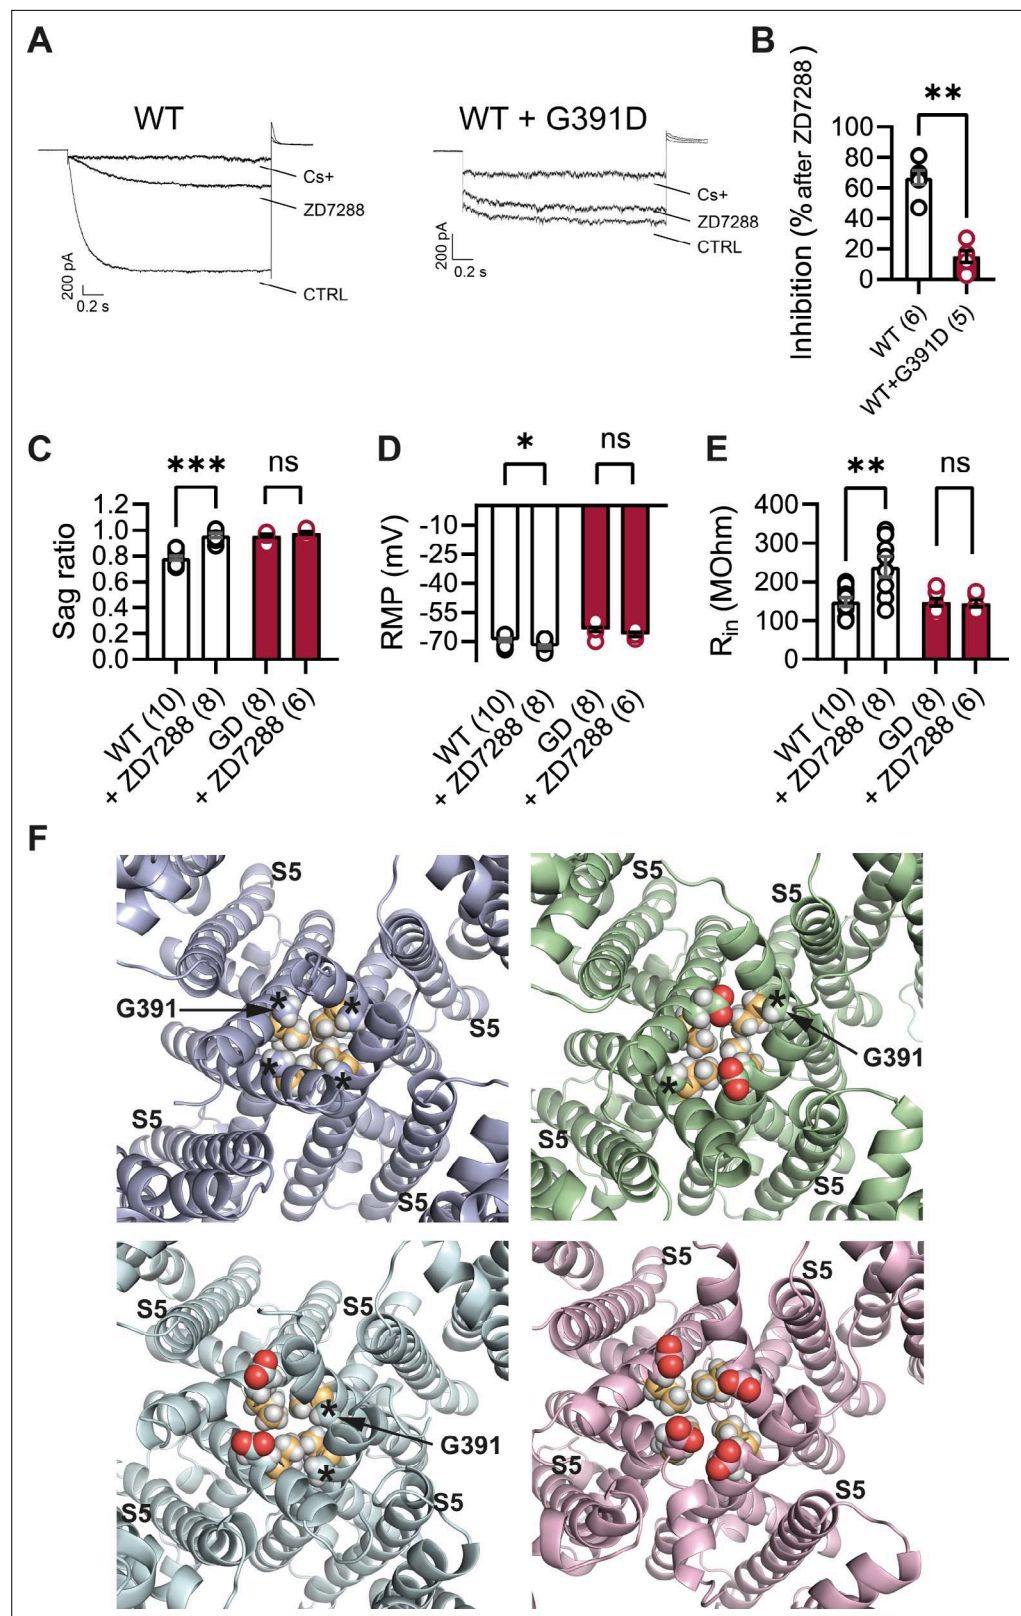 A
WT
Cs+
ZD7288
CTRL
200 pA
0.2 s
WT + G391D
Cs+
ZD7288
CTRL
200 pA
0.2 s
B
**
Inhibition (% after ZD7288)
100
80
60
40
20
0
WT (6)
WT+G391D (5)
C
***
ns
Sag ratio
1.2
1.0
0.8
0.6
0.4
0.2
0.0
WT (10)
+ ZD7288 (8)
GD (8)
+ ZD7288 (6)
D
*
ns
RMP (mV)
-10
-25
-40
-55
-70
WT (10)
+ ZD7288 (8)
GD (8)
+ ZD7288 (6)
E
**
ns
Rin (MOhm)
400
300
200
100
0
WT (10)
+ ZD7288 (8)
GD (8)
+ ZD7288 (6)
F
S5
G391
*
*
S5
*
*
S5
S5
S5
S5
*
G391
*
S5
S5
S5
S5
*
G391
*
S5
S5
S5
S5
S5
S5